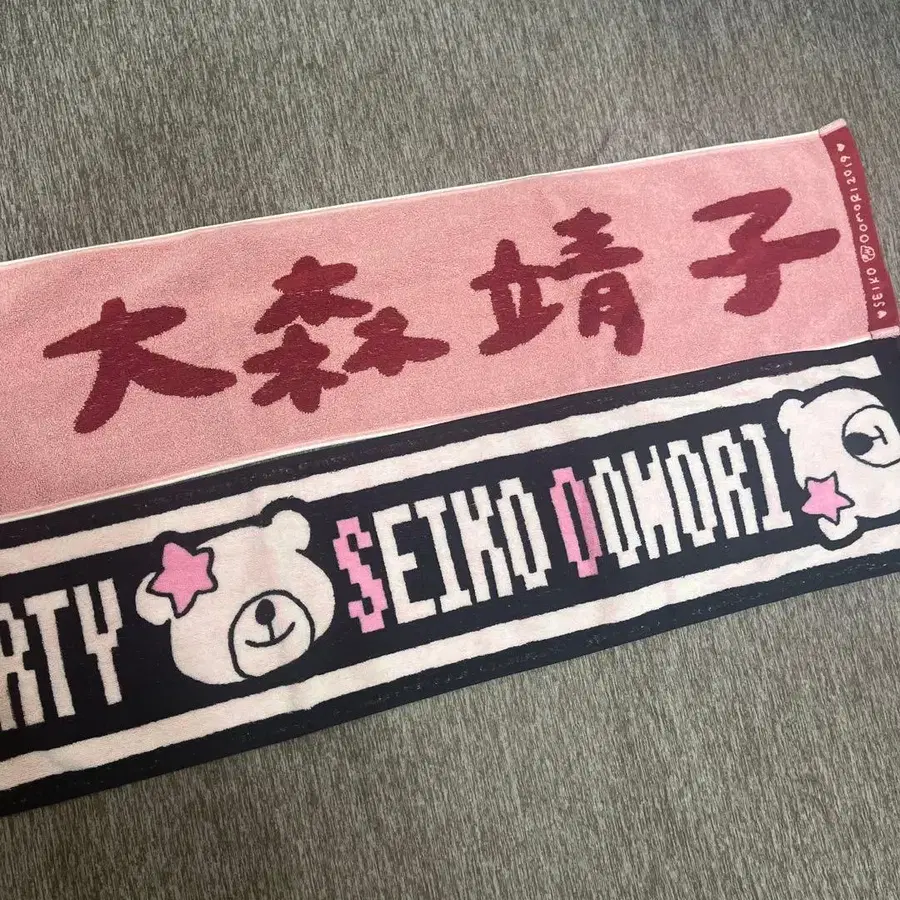 大森靖子
♥SEIKO OOMORI 2019♥
RTY SEIKO OOMORI